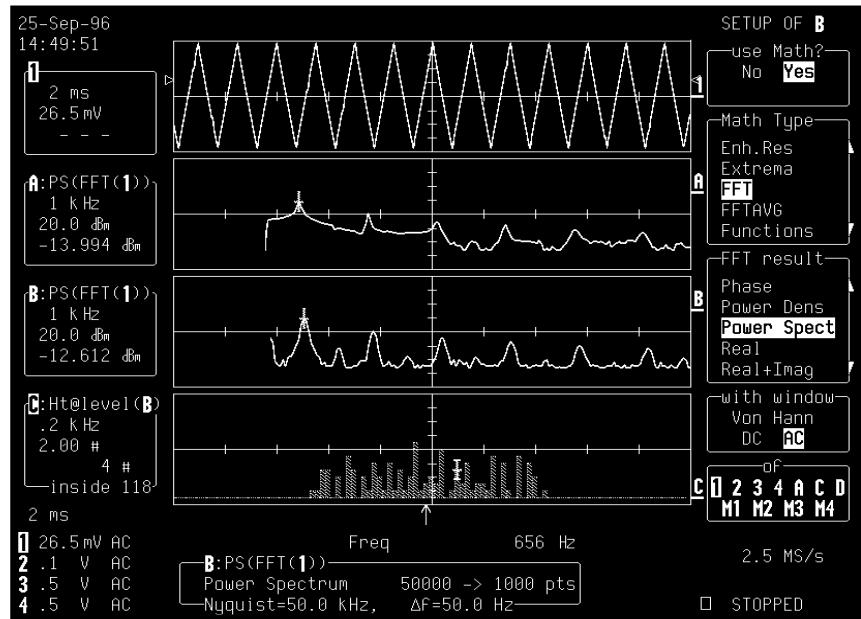 25-Sep-96
14:49:51
1
2 ms
26.5mV
- - -
A:PS(FFT(1))
1 kHz
20.0 dBm
-13.994 dBm
B:PS(FFT(1))
1 kHz
20.0 dBm
-12.612 dBm
C:Ht@level(B)
.2 kHz
2.00 #
4 #
inside 118
2 ms
1 26.5mV AC
2 .1 V AC
3 .5 V AC
4 .5 V AC
1
A
B
C
Freq 656 Hz
B:PS(FFT(1))
Power Spectrum 50000 -> 1000 pts
Nyquist=50.0 kHz, Δf=50.0 Hz
SETUP OF B
use Math?
No Yes
Math Type
Enh.Res
Extrema
FFT
FFTAVG
Functions
FFT result
Phase
Power Dens
Power Spect
Real
Real+Imag
with window
Von Hann
DC AC
of
1 2 3 4 A C D
M1 M2 M3 M4
2.5 MS/s
□ STOPPED